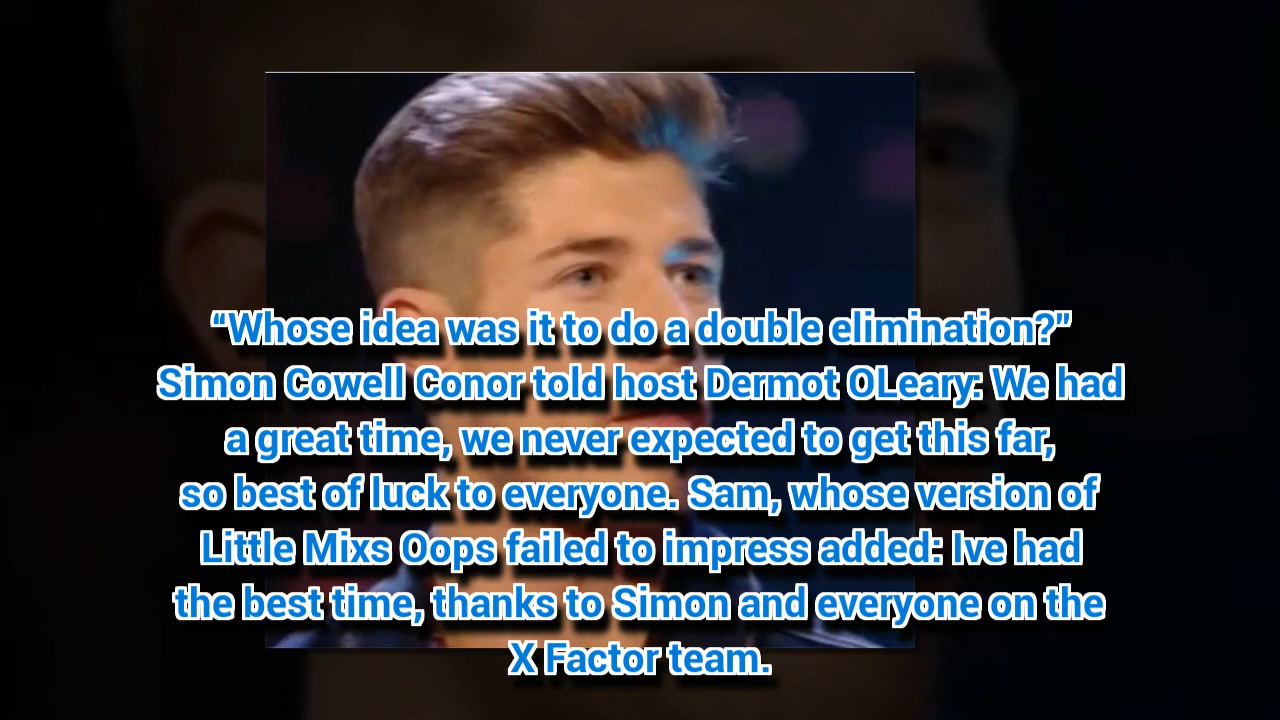 “Whose idea was it to do a double elimination?”
Simon Cowell Conor told host Dermot OLeary: We had
a great time, we never expected to get this far,
so best of luck to everyone. Sam, whose version of
Little Mixs Oops failed to impress added: Ive had
the best time, thanks to Simon and everyone on the
X Factor team.